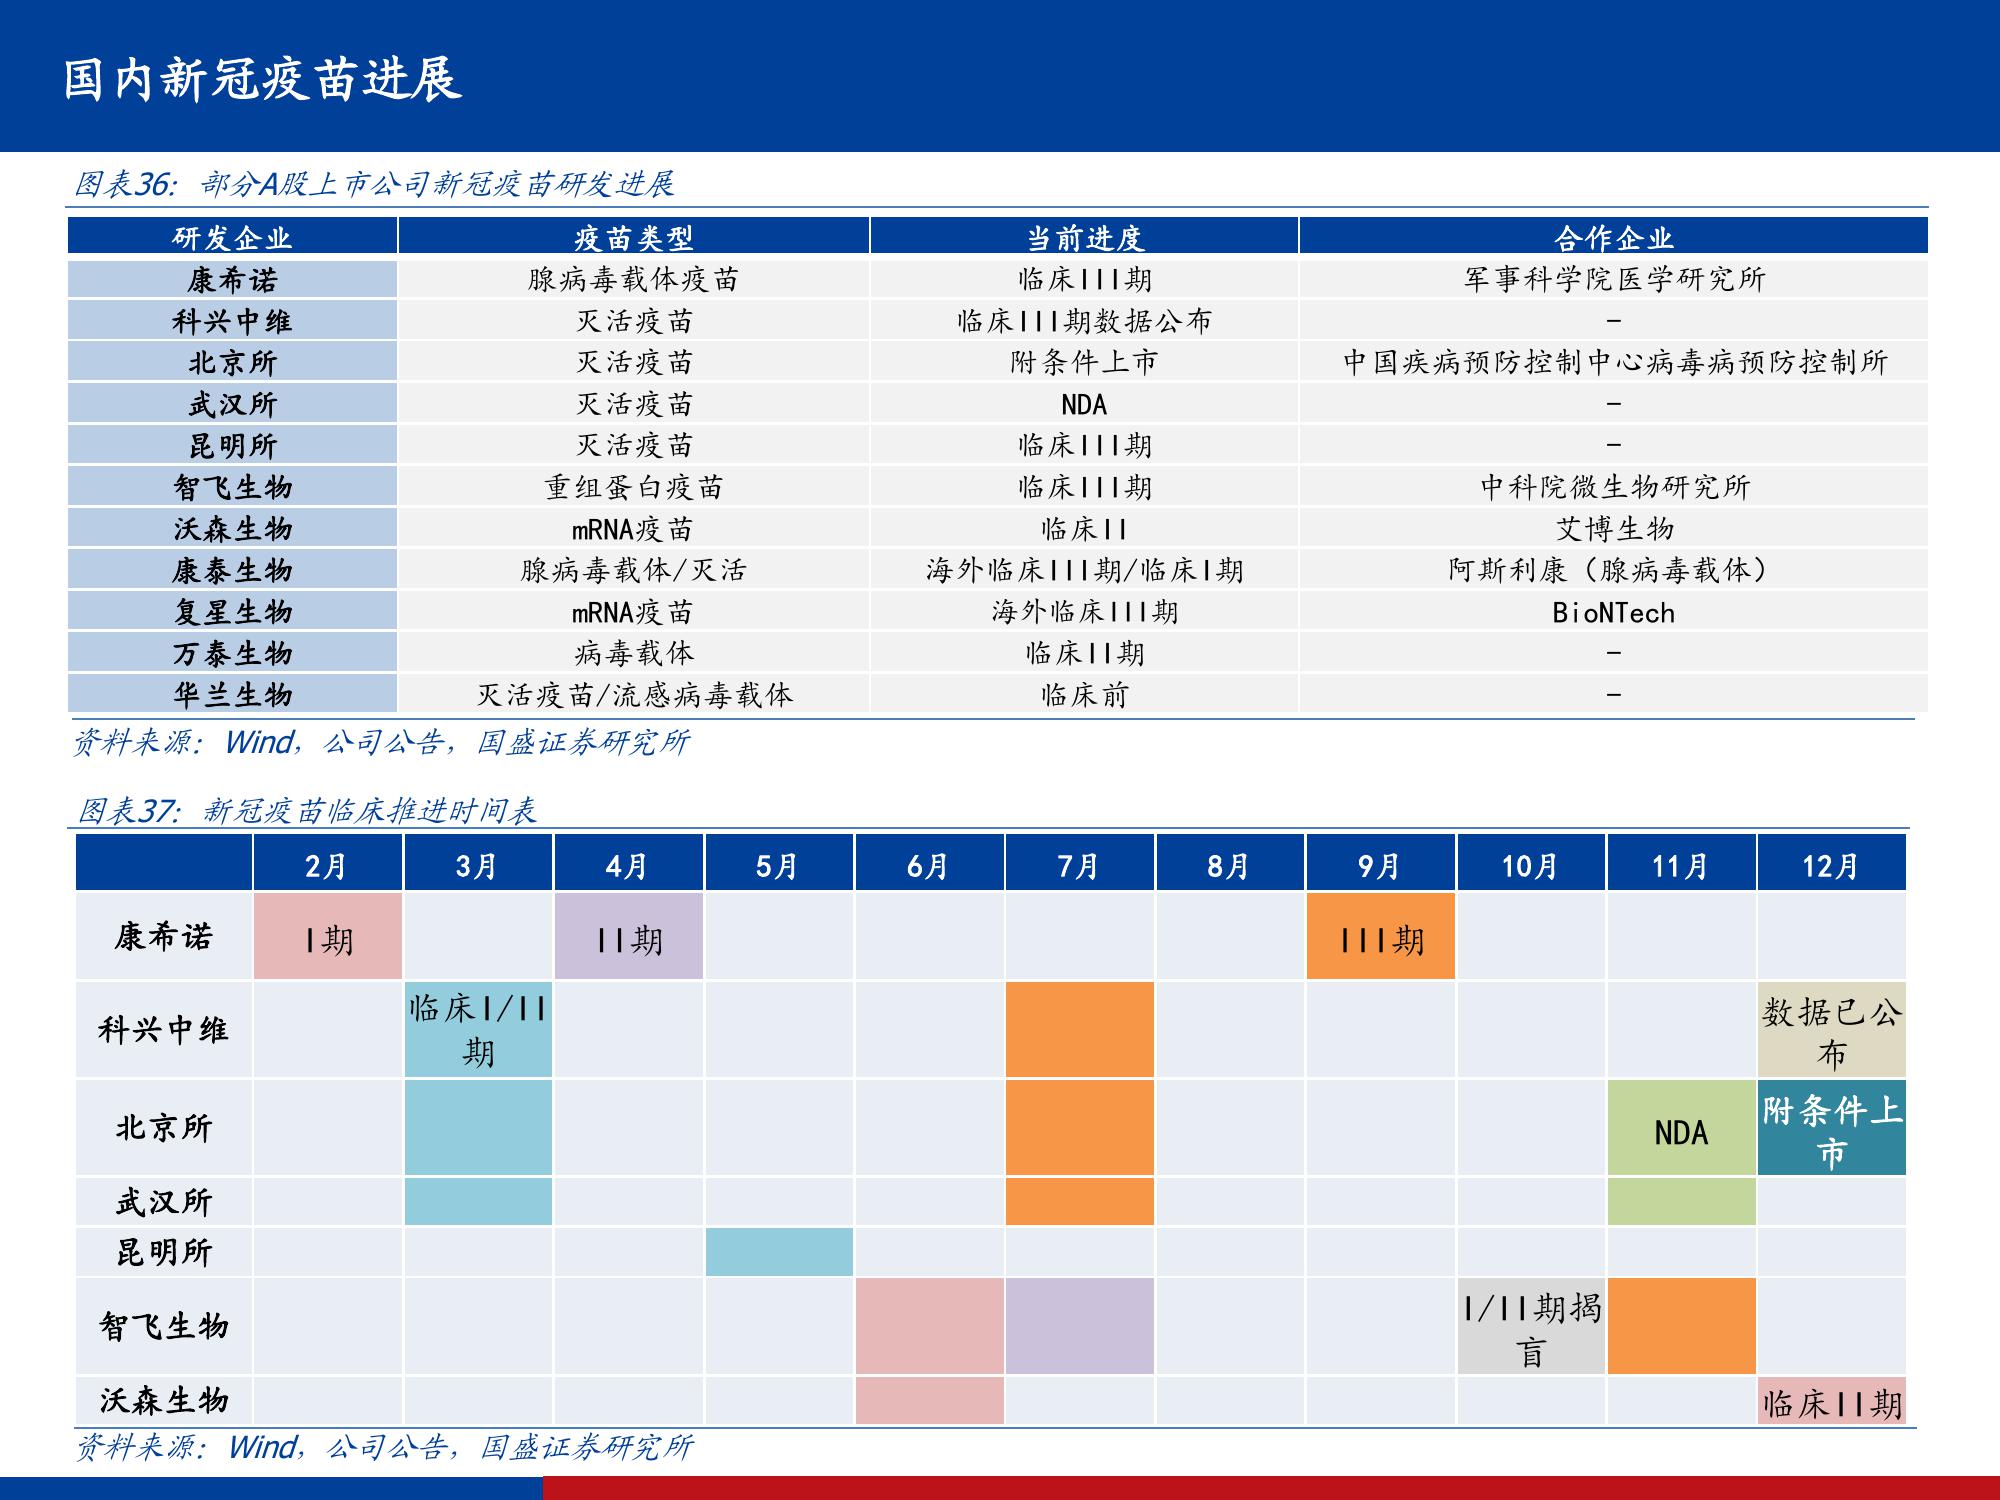 国内新冠疫苗进展
图表36：部分A股上市公司新冠疫苗研发进展
研发企业 疫苗类型 当前进度 合作企业
康希诺 腺病毒载体疫苗 临床III期 军事科学院医学研究所
科兴中维 灭活疫苗 临床III期数据公布 -
北京所 灭活疫苗 附条件上市 中国疾病预防控制中心病毒病预防控制所
武汉所 灭活疫苗 NDA -
昆明所 灭活疫苗 临床III期 -
智飞生物 重组蛋白疫苗 临床III期 中科院微生物研究所
沃森生物 mRNA疫苗 临床II 艾博生物
康泰生物 腺病毒载体/灭活 海外临床III期/临床I期 阿斯利康（腺病毒载体）
复星生物 mRNA疫苗 海外临床III期 BioNTech
万泰生物 病毒载体 临床II期 -
华兰生物 灭活疫苗/流感病毒载体 临床前 -
资料来源：Wind，公司公告，国盛证券研究所
图表37：新冠疫苗临床推进时间表
2月 3月 4月 5月 6月 7月 8月 9月 10月 11月 12月
康希诺 I期 II期 III期
科兴中维 临床I/II期 数据已公布
北京所 NDA 附条件上市
武汉所
昆明所
智飞生物 I/II期揭盲
沃森生物 临床II期
资料来源：Wind，公司公告，国盛证券研究所